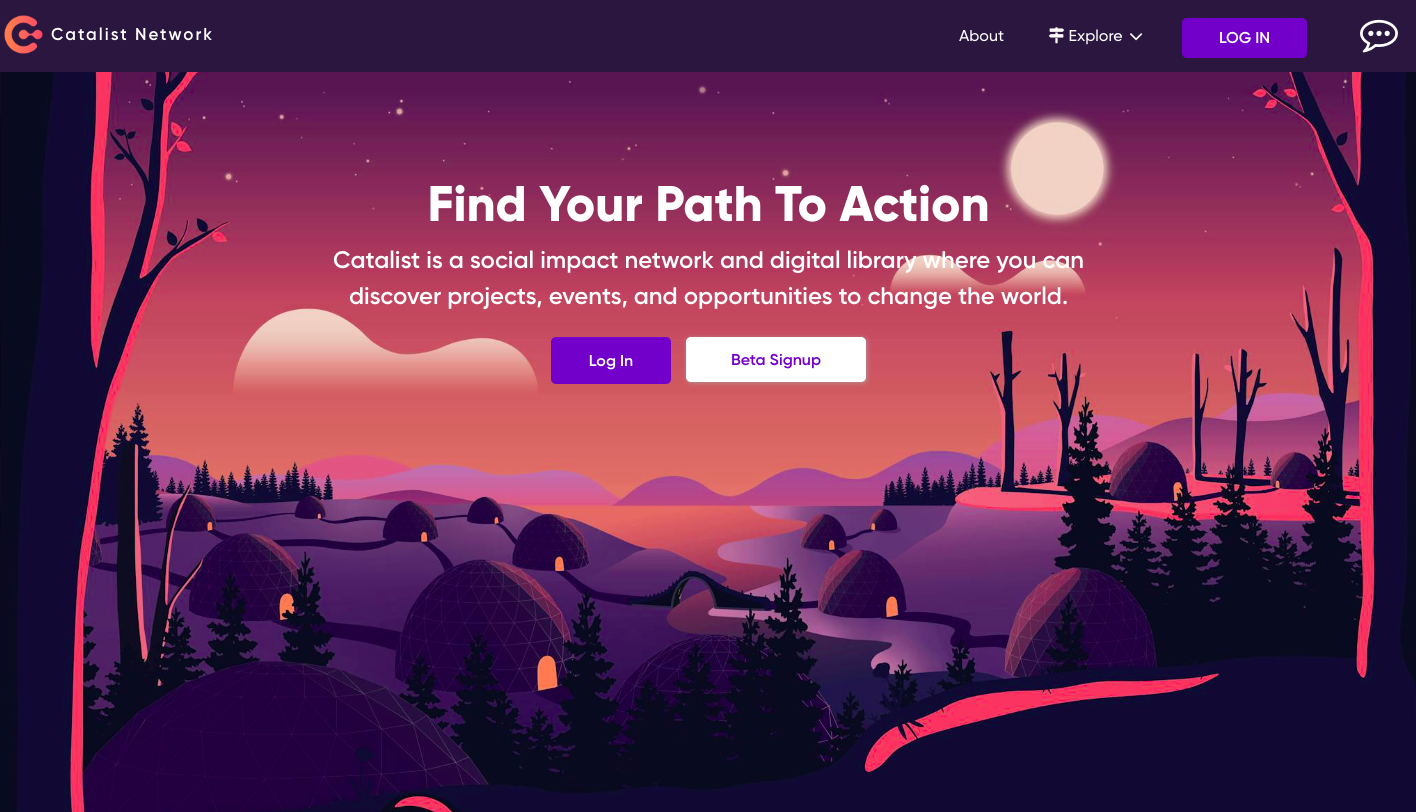 Catalist Network
About
Explore
LOG IN
Find Your Path To Action
Catalist is a social impact network and digital library where you can
discover projects, events, and opportunities to change the world.
Log In
Beta Signup